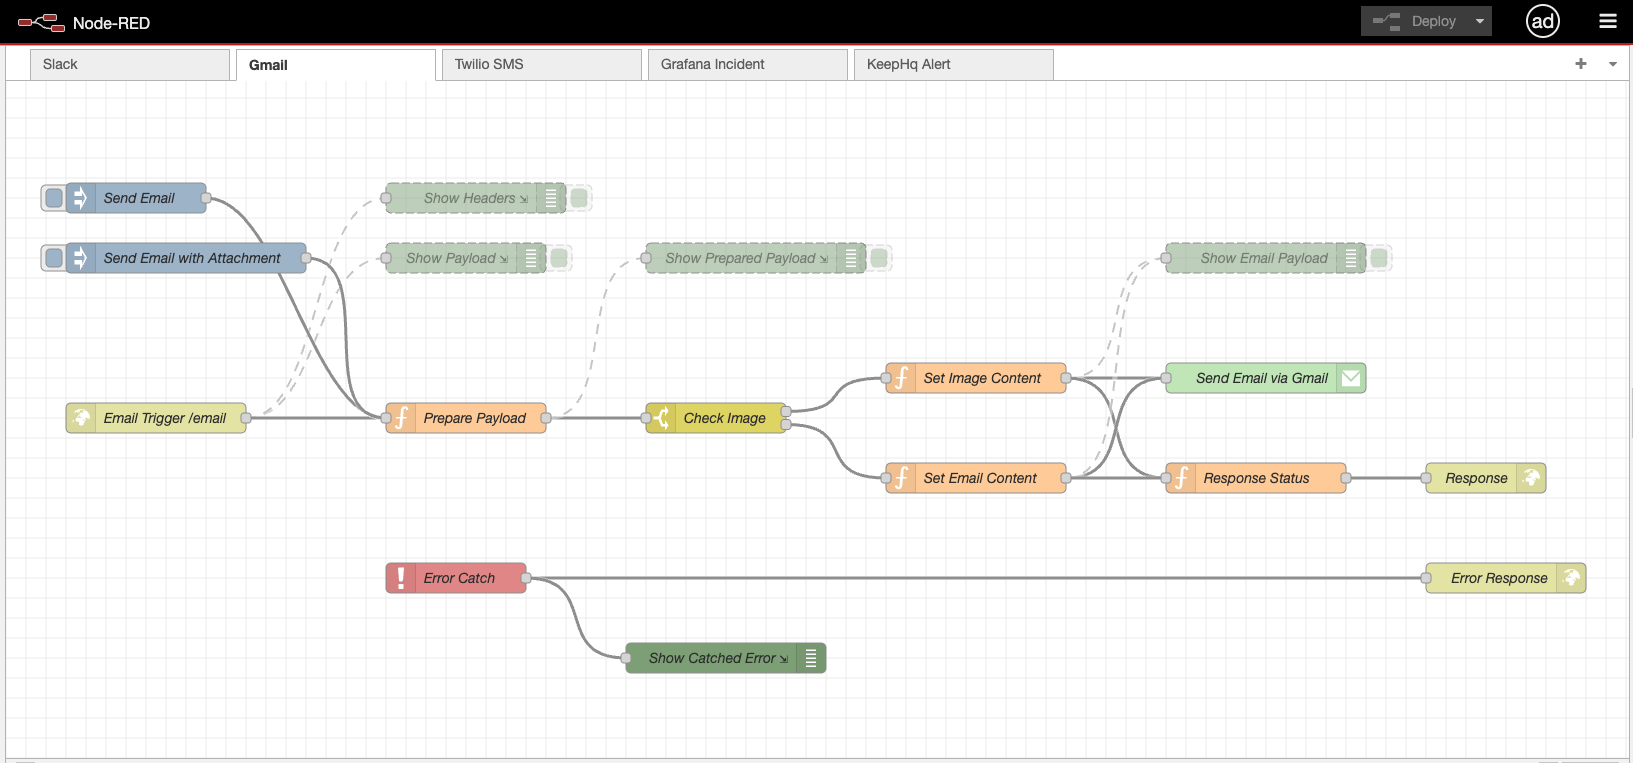 Node-RED
Deploy
ad
Slack
Gmail
Twilio SMS
Grafana Incident
KeepHq Alert
Send Email
Show Headers ⇲
Send Email with Attachment
Show Payload ⇲
Show Prepared Payload ⇲
Show Email Payload
Set Image Content
Send Email via Gmail
Email Trigger /email
Prepare Payload
Check Image
Set Email Content
Response Status
Response
Error Catch
Error Response
Show Catched Error ⇲